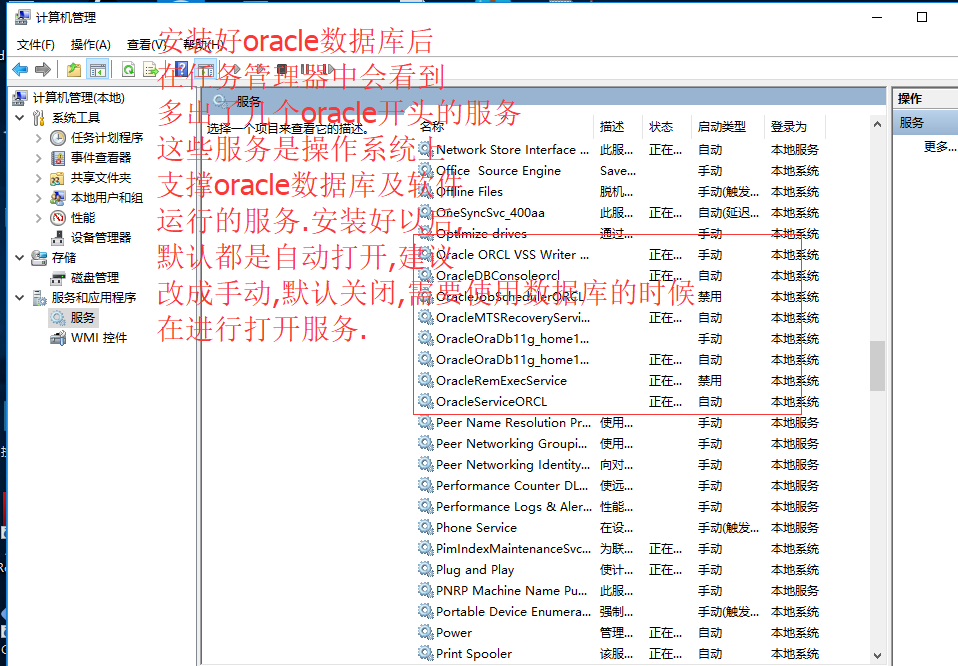 计算机管理
文件(F) 操作(A) 查看(V) 帮助(H)
安装好oracle数据库后
在任务管理器中会看到
多出了几个oracle开头的服务
这些服务是操作系统上
支撑oracle数据库及软件
运行的服务.安装好以后,
默认都是自动打开,建议
改成手动,默认关闭,需要使用数据库的时候
在进行打开服务.
计算机管理(本地)
系统工具
任务计划程序
事件查看器
共享文件夹
本地用户和组
性能
设备管理器
存储
磁盘管理
服务和应用程序
服务
WMI 控件
服务
选择一个项目来查看它的描述。
名称 描述 状态 启动类型 登录为
Network Store Interface ... 此服... 正在... 自动 本地服务
Office Source Engine Save... 手动 本地系统
Offline Files 脱机... 手动(触发... 本地系统
OneSyncSvc_400aa 此服... 正在... 自动(延迟... 本地系统
Optimize drives 通过... 手动 本地系统
Oracle ORCL VSS Writer ... 正在... 手动 本地系统
OracleDBConsoleorcl 正在... 自动 本地系统
OracleJobSchedulerORCL 禁用 本地系统
OracleMTSRecoveryServi... 正在... 自动 本地系统
OracleOraDb11g_home1... 手动 本地系统
OracleOraDb11g_home1... 正在... 自动 本地系统
OracleRemExecService 正在... 禁用 本地系统
OracleServiceORCL 正在... 自动 本地系统
Peer Name Resolution Pr... 使用... 手动 本地服务
Peer Networking Groupi... 使用... 手动 本地服务
Peer Networking Identity... 向对... 手动 本地服务
Performance Counter DL... 使远... 手动 本地服务
Performance Logs & Aler... 性能... 手动 本地服务
Phone Service 在设... 手动(触发... 本地服务
PimIndexMaintenanceSvc... 为联... 正在... 手动 本地系统
Plug and Play 使计... 正在... 手动 本地系统
PNRP Machine Name Pu... 此服... 手动 本地服务
Portable Device Enumera... 强制... 手动(触发... 本地系统
Power 管理... 正在... 自动 本地系统
Print Spooler 该服... 正在... 自动 本地系统
操作
服务
更多...